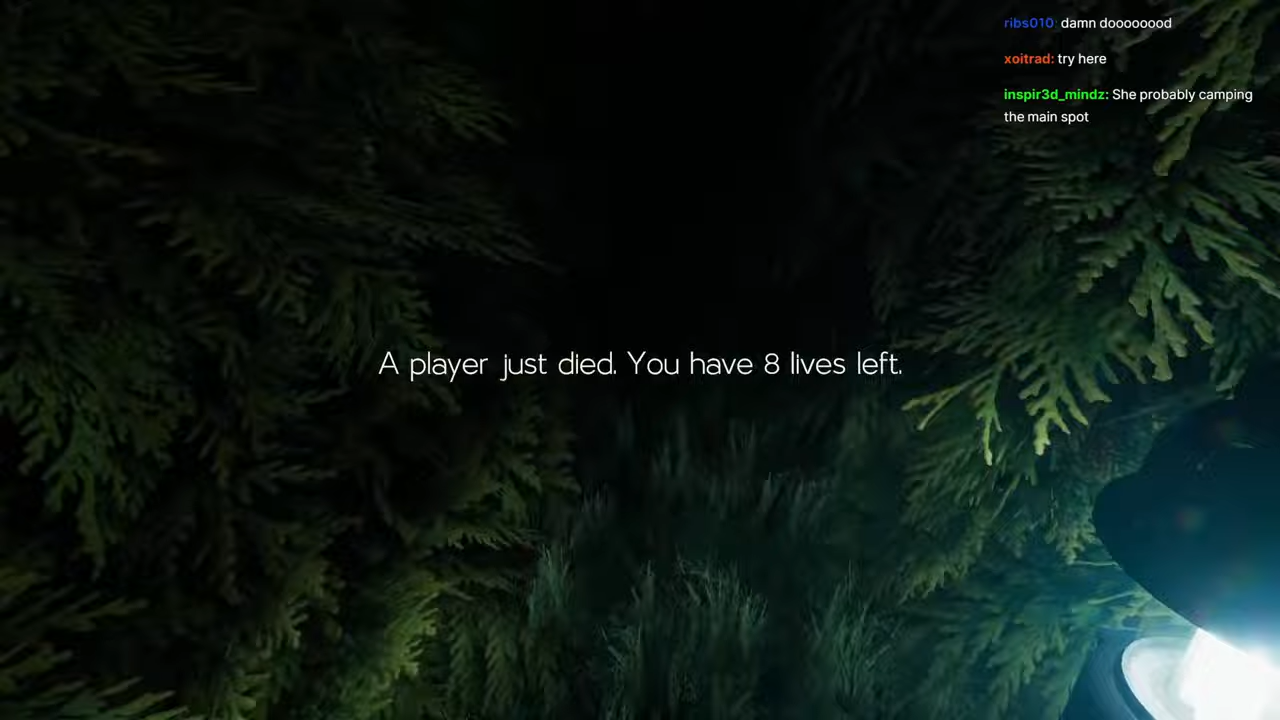 ribs010: damn doooooood
xoitrad: try here
inspir3d_mindz: She probably camping
the main spot
A player just died. You have 8 lives left.